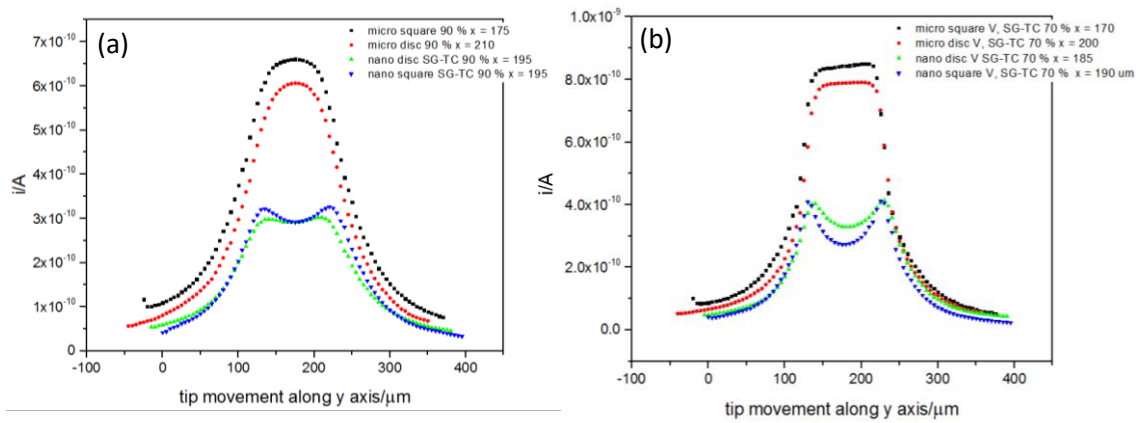 (a)
micro square 90 % x = 175
micro disc 90 % x = 210
nano disc SG-TC 90 % x = 195
nano square SG-TC 90 % x = 195
7x10-10
6x10-10
5x10-10
4x10-10
3x10-10
2x10-10
1x10-10
0
i/A
-100
0
100
200
300
400
500
tip movement along y axis/μm
(b)
micro square V, SG-TC 70 % x = 170
micro disc V, SG-TC 70 % x = 200
nano disc V SG-TC 70 % x = 185
nano square V, SG-TC 70 % x = 190 um
1.0x10-9
8.0x10-10
6.0x10-10
4.0x10-10
2.0x10-10
0.0
i/A
-100
0
100
200
300
400
500
tip movement along y axis/μm